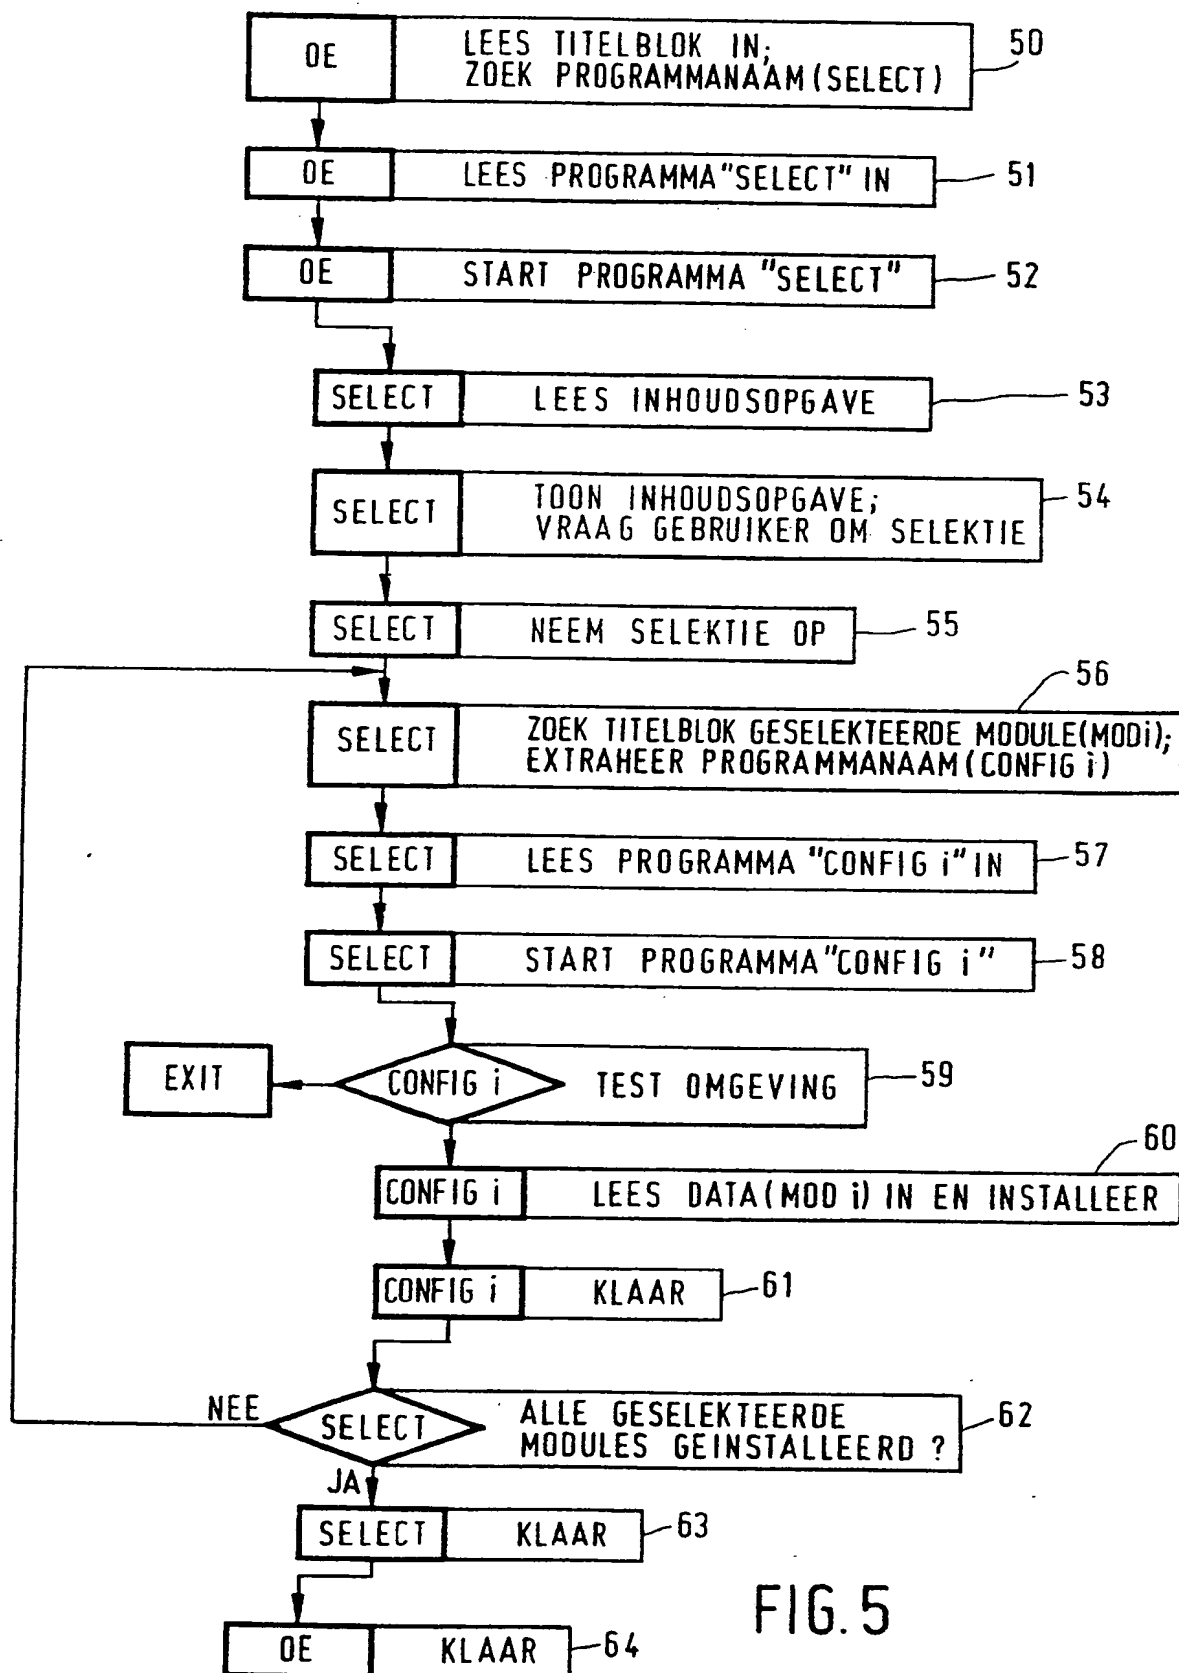 OE
LEES TITELBLOK IN;
ZOEK PROGRAMMANAAM (SELECT)
50
OE
LEES PROGRAMMA "SELECT" IN
51
OE
START PROGRAMMA "SELECT"
52
SELECT
LEES INHOUDSOPGAVE
53
SELECT
TOON INHOUDSOPGAVE;
VRAAG GEBRUIKER OM SELEKTIE
54
SELECT
NEEM SELEKTIE OP
55
56
SELECT
ZOEK TITELBLOK GESELEKTEERDE MODULE(MODi);
EXTRAHEER PROGRAMMANAAM (CONFIG i)
SELECT
LEES PROGRAMMA "CONFIG i" IN
57
SELECT
START PROGRAMMA "CONFIG i"
58
EXIT
CONFIG i
TEST OMGEVING
59
60
CONFIG i
LEES DATA (MOD i) IN EN INSTALLEER
CONFIG i
KLAAR
61
NEE
SELECT
ALLE GESELEKTEERDE
MODULES GEINSTALLEERD ?
62
JA
SELECT
KLAAR
63
OE
KLAAR
64
FIG. 5